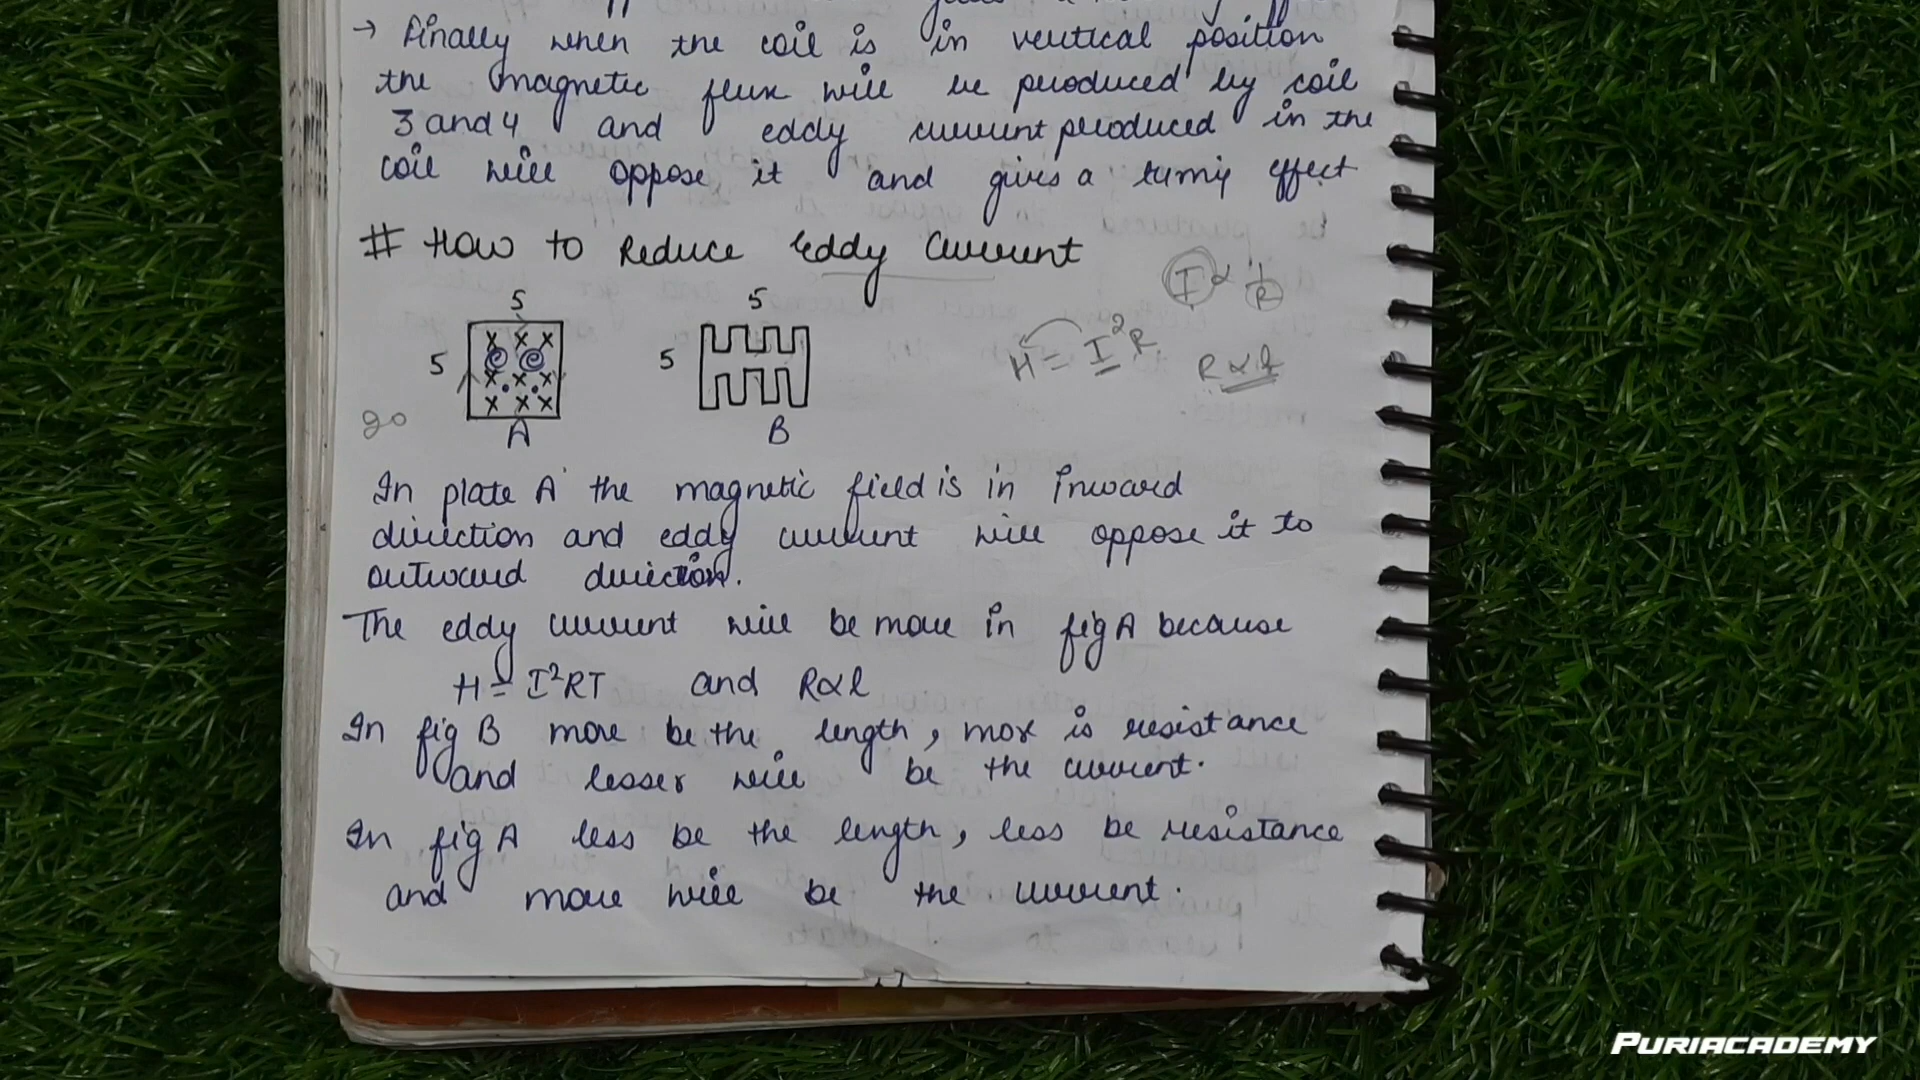 → finally when the coil is in vertical position
the magnetic flux will be produced by coil
3 and 4 and eddy current produced in the
coil will oppose it and gives a turnig effect
# How to Reduce Eddy Current
I ∝ 1/R
5
5
5
5
H = I²R
R ∝ l
20
A
B
In plate A the magnetic field is in inward
direction and eddy current will oppose it to
outward direction.
The eddy current will be more in fig A because
H = I²RT and R∝l
In fig B more be the length, mor is resistance
and lesser will be the current.
In fig A less be the length, less be resistance
and more will be the current.
PURIACADEMY